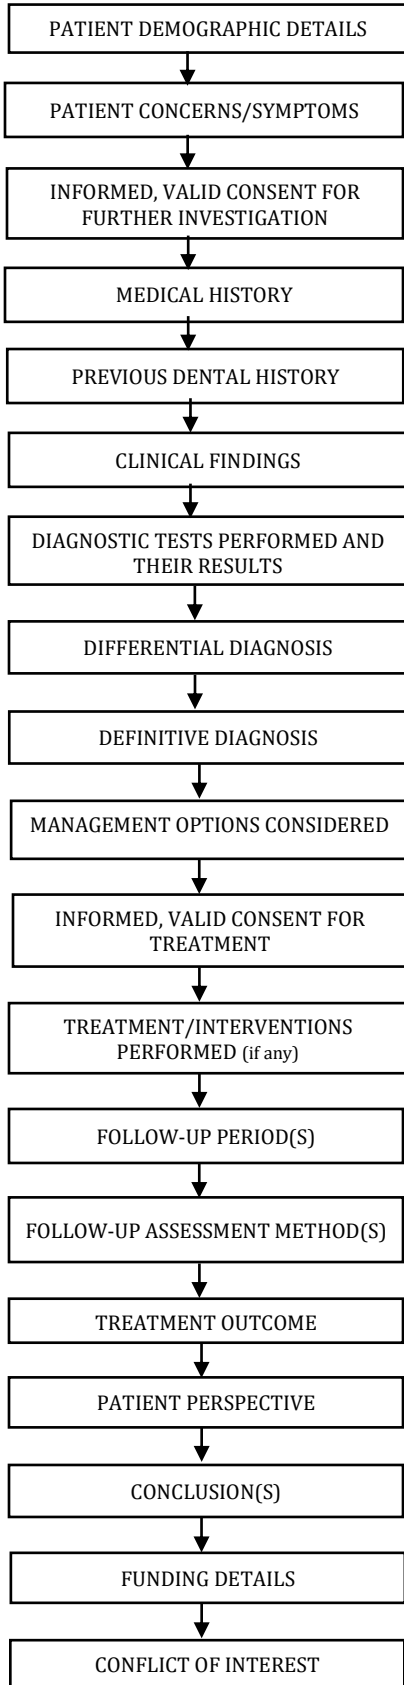 PATIENT DEMOGRAPHIC DETAILS
PATIENT CONCERNS/SYMPTOMS
INFORMED, VALID CONSENT FOR
FURTHER INVESTIGATION
MEDICAL HISTORY
PREVIOUS DENTAL HISTORY
CLINICAL FINDINGS
DIAGNOSTIC TESTS PERFORMED AND
THEIR RESULTS
DIFFERENTIAL DIAGNOSIS
DEFINITIVE DIAGNOSIS
MANAGEMENT OPTIONS CONSIDERED
INFORMED, VALID CONSENT FOR
TREATMENT
TREATMENT/INTERVENTIONS
PERFORMED (if any)
FOLLOW-UP PERIOD(S)
FOLLOW-UP ASSESSMENT METHOD(S)
TREATMENT OUTCOME
PATIENT PERSPECTIVE
CONCLUSION(S)
FUNDING DETAILS
CONFLICT OF INTEREST